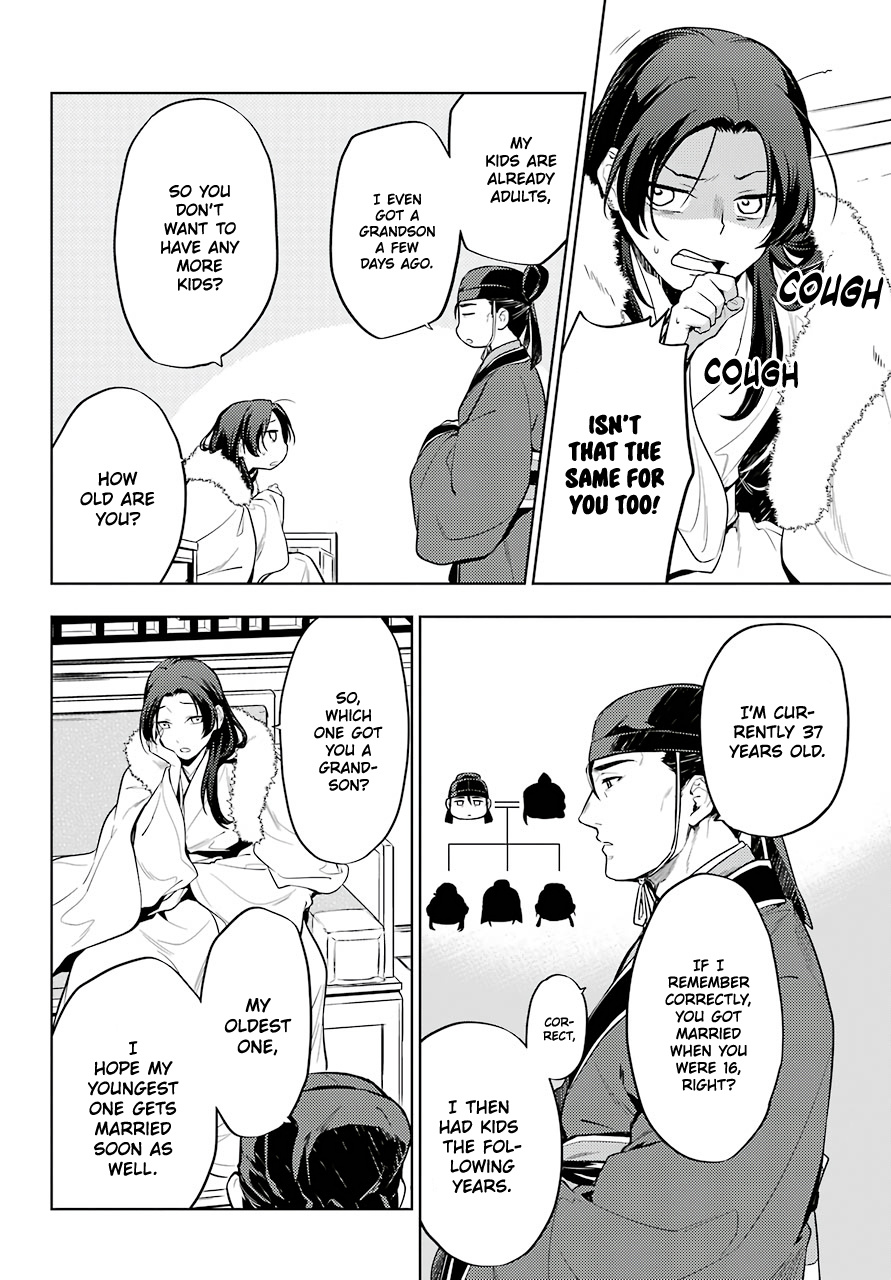 COUGH
COUGH
ISN'T
THAT THE
SAME FOR
YOU TOO!
MY
KIDS ARE
ALREADY
ADULTS,
I EVEN
GOT A
GRANDSON
A FEW
DAYS AGO.
SO YOU
DON'T
WANT TO
HAVE ANY
MORE
KIDS?
HOW
OLD ARE
YOU?
I'M CUR-
RENTLY 37
YEARS OLD.
IF I
REMEMBER
CORRECTLY,
YOU GOT
MARRIED
WHEN YOU
WERE 16,
RIGHT?
COR-
RECT,
I THEN
HAD KIDS
THE FOL-
LOWING
YEARS.
SO,
WHICH
ONE GOT
YOU A
GRAND-
SON?
MY
OLDEST
ONE,
I
HOPE MY
YOUNGEST
ONE GETS
MARRIED
SOON AS
WELL.